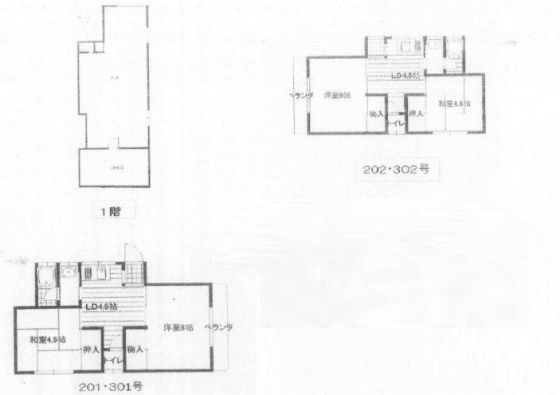 1階
LD4.5帖
ベランダ
洋室6帖
和室4.5帖
物入
トイレ
押入
202・302号
LD4.5帖
和室4.5帖
押入
トイレ
物入
洋室6帖
ベランダ
201・301号